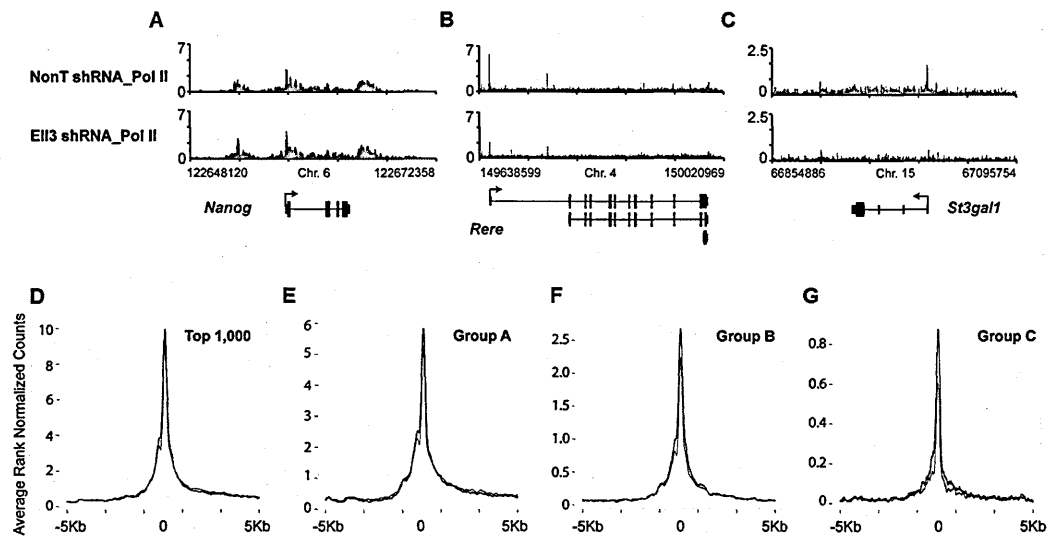 A
B
C
NonT shRNA_Pol II
7
0
7
0
2.5
0
Ell3 shRNA_Pol II
7
0
7
0
2.5
0
122648120 Chr. 6 122672358
149638599 Chr. 4 150020969
66854886 Chr. 15 67095754
Nanog
Rere
St3gal1
D
E
F
G
Average Rank Normalized Counts
Top 1,000
10
8
6
4
2
0
-5Kb 0 5Kb
Group A
6
5
4
3
2
1
0
-5Kb 0 5Kb
Group B
2.5
2.0
1.5
1.0
0.5
0
-5Kb 0 5Kb
Group C
0.8
0.6
0.4
0.2
0
-5Kb 0 5Kb